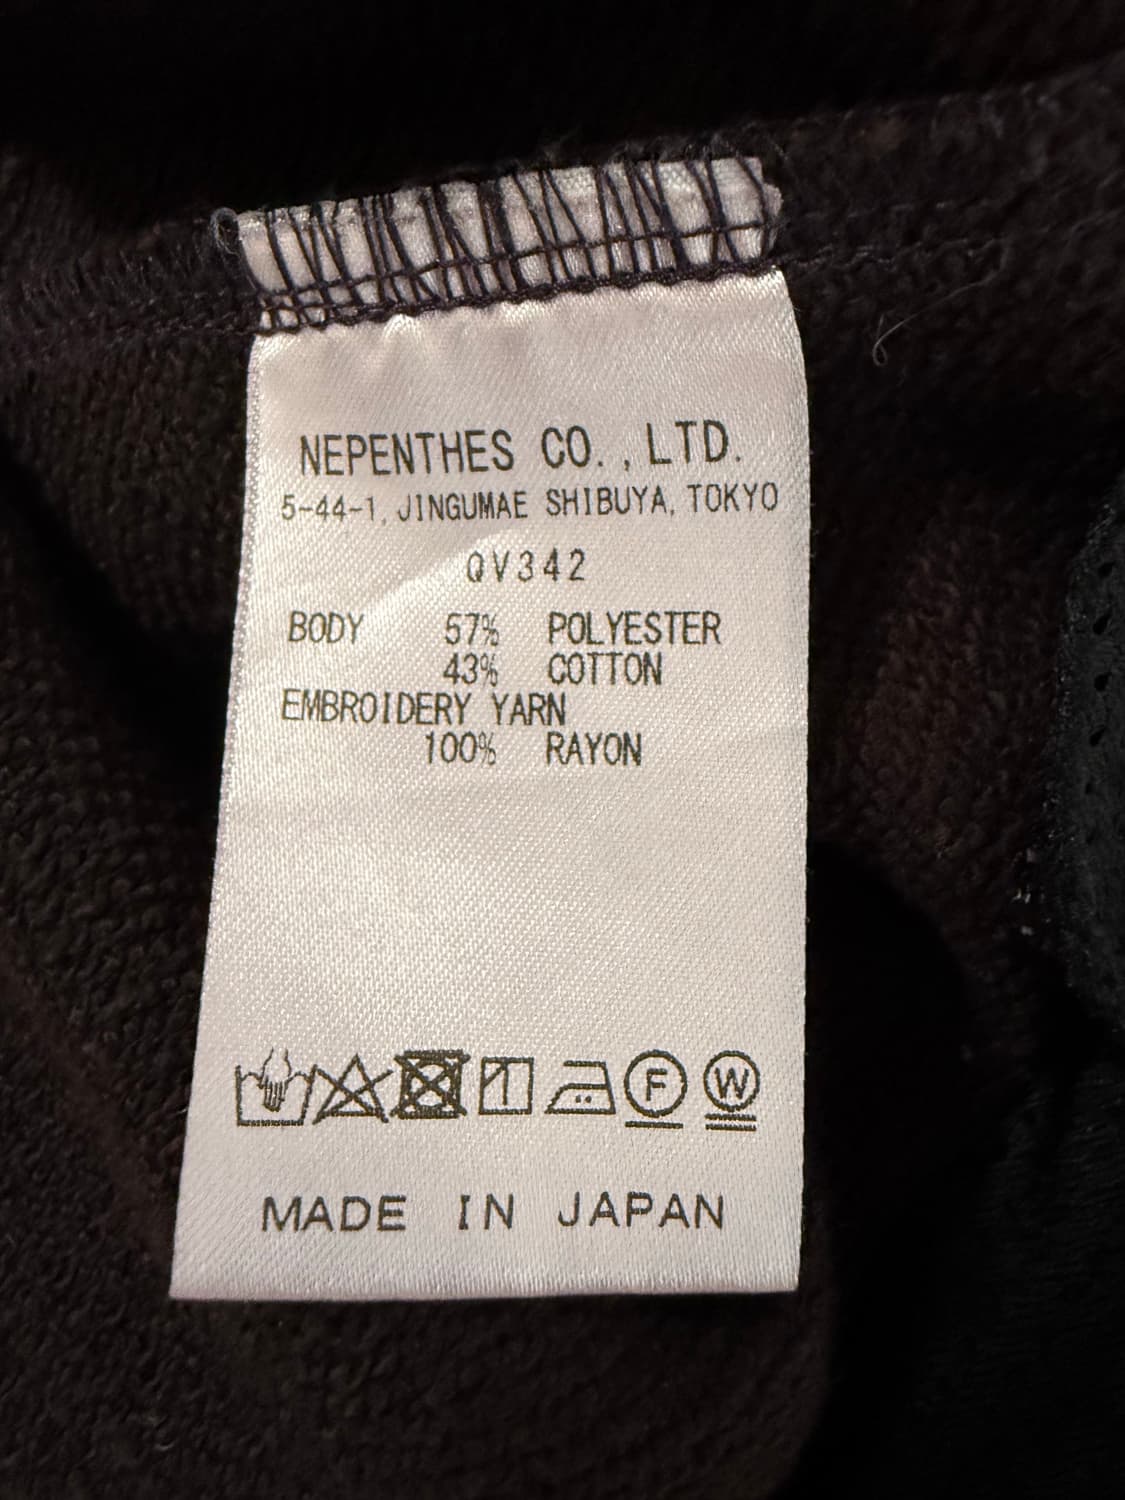 NEPENTHES CO.,LTD.
5-44-1, JINGUMAE SHIBUYA, TOKYO
QV342
BODY 57% POLYESTER
43% COTTON
EMBROIDERY YARN
100% RAYON
F W
MADE IN JAPAN